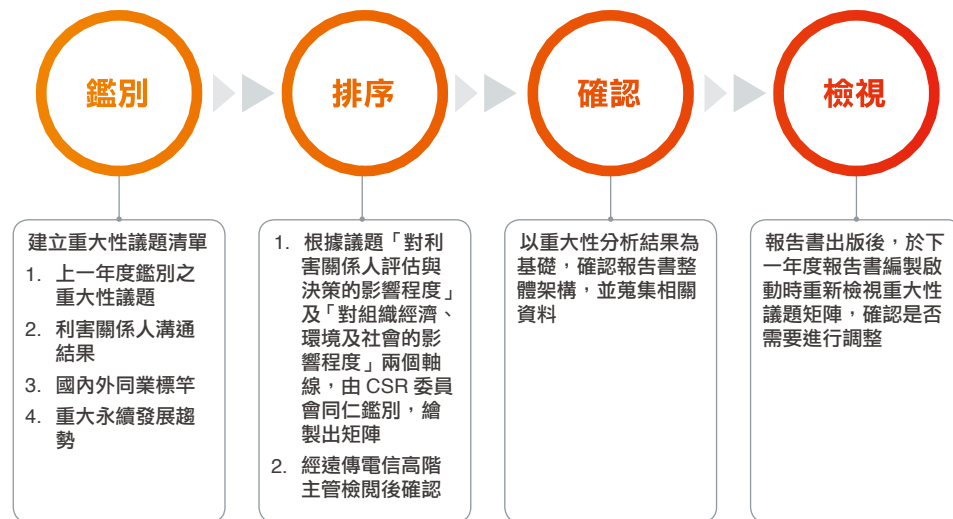 鑑別
排序
確認
檢視
建立重大性議題清單
1. 上一年度鑑別之
重大性議題
2. 利害關係人溝通
結果
3. 國內外同業標竿
4. 重大永續發展趨
勢
1. 根據議題「對利
害關係人評估與
決策的影響程度」
及「對組織經濟、
環境及社會的影
響程度」兩個軸
線，由 CSR 委員
會同仁鑑別，繪
製出矩陣
2. 經遠傳電信高階
主管檢閱後確認
以重大性分析結果為
基礎，確認報告書整
體架構，並蒐集相關
資料
報告書出版後，於下
一年度報告書編製啟
動時重新檢視重大性
議題矩陣，確認是否
需要進行調整